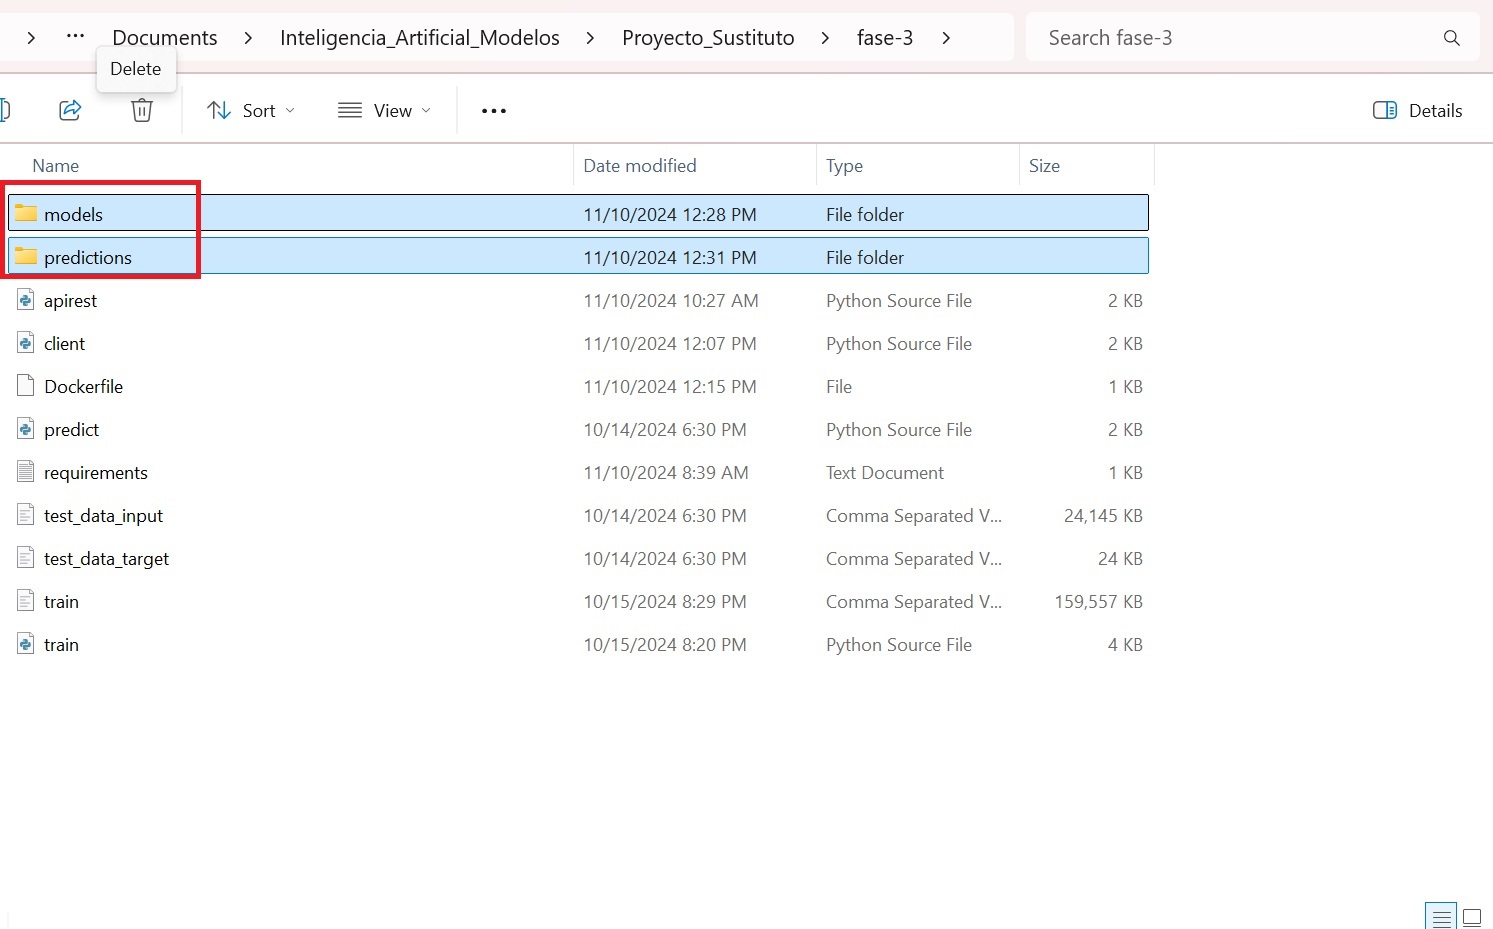 Documents Inteligencia_Artificial_Modelos Proyecto_Sustituto fase-3 Search fase-3
Delete
Sort View Details
Name Date modified Type Size
models 11/10/2024 12:28 PM File folder
predictions 11/10/2024 12:31 PM File folder
apirest 11/10/2024 10:27 AM Python Source File 2 KB
client 11/10/2024 12:07 PM Python Source File 2 KB
Dockerfile 11/10/2024 12:15 PM File 1 KB
predict 10/14/2024 6:30 PM Python Source File 2 KB
requirements 11/10/2024 8:39 AM Text Document 1 KB
test_data_input 10/14/2024 6:30 PM Comma Separated V... 24,145 KB
test_data_target 10/14/2024 6:30 PM Comma Separated V... 24 KB
train 10/15/2024 8:29 PM Comma Separated V... 159,557 KB
train 10/15/2024 8:20 PM Python Source File 4 KB